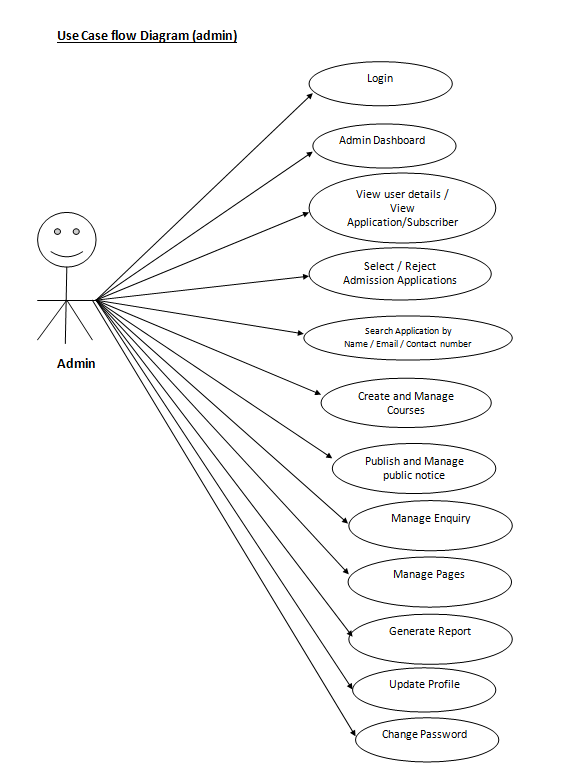 Use Case flow Diagram (admin)
Login
Admin Dashboard
View user details /
View
Application/Subscriber
Select / Reject
Admission Applications
Search Application by
Name / Email / Contact number
Admin
Create and Manage
Courses
Publish and Manage
public notice
Manage Enquiry
Manage Pages
Generate Report
Update Profile
Change Password